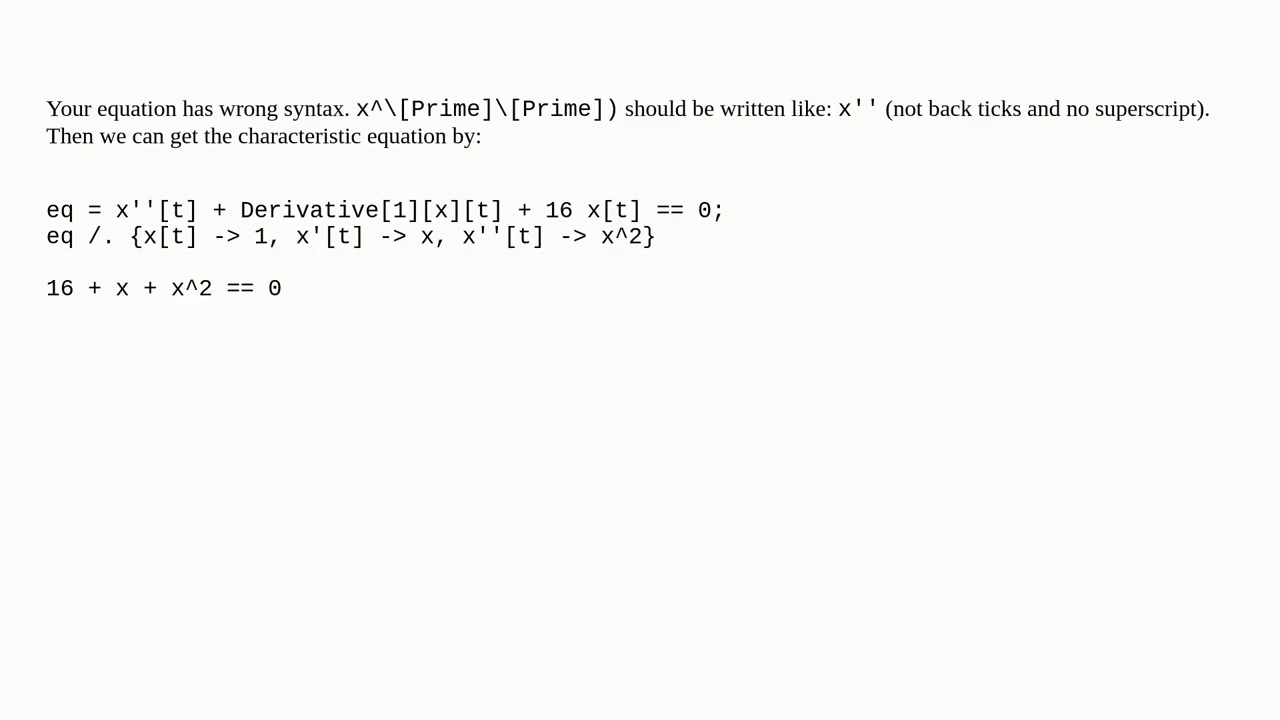 Your equation has wrong syntax. x^\[Prime]\[Prime]) should be written like: x'' (not back ticks and no superscript).
Then we can get the characteristic equation by:
eq = x''[t] + Derivative[1][x][t] + 16 x[t] == 0;
eq /. {x[t] -> 1, x'[t] -> x, x''[t] -> x^2}
16 + x + x^2 == 0